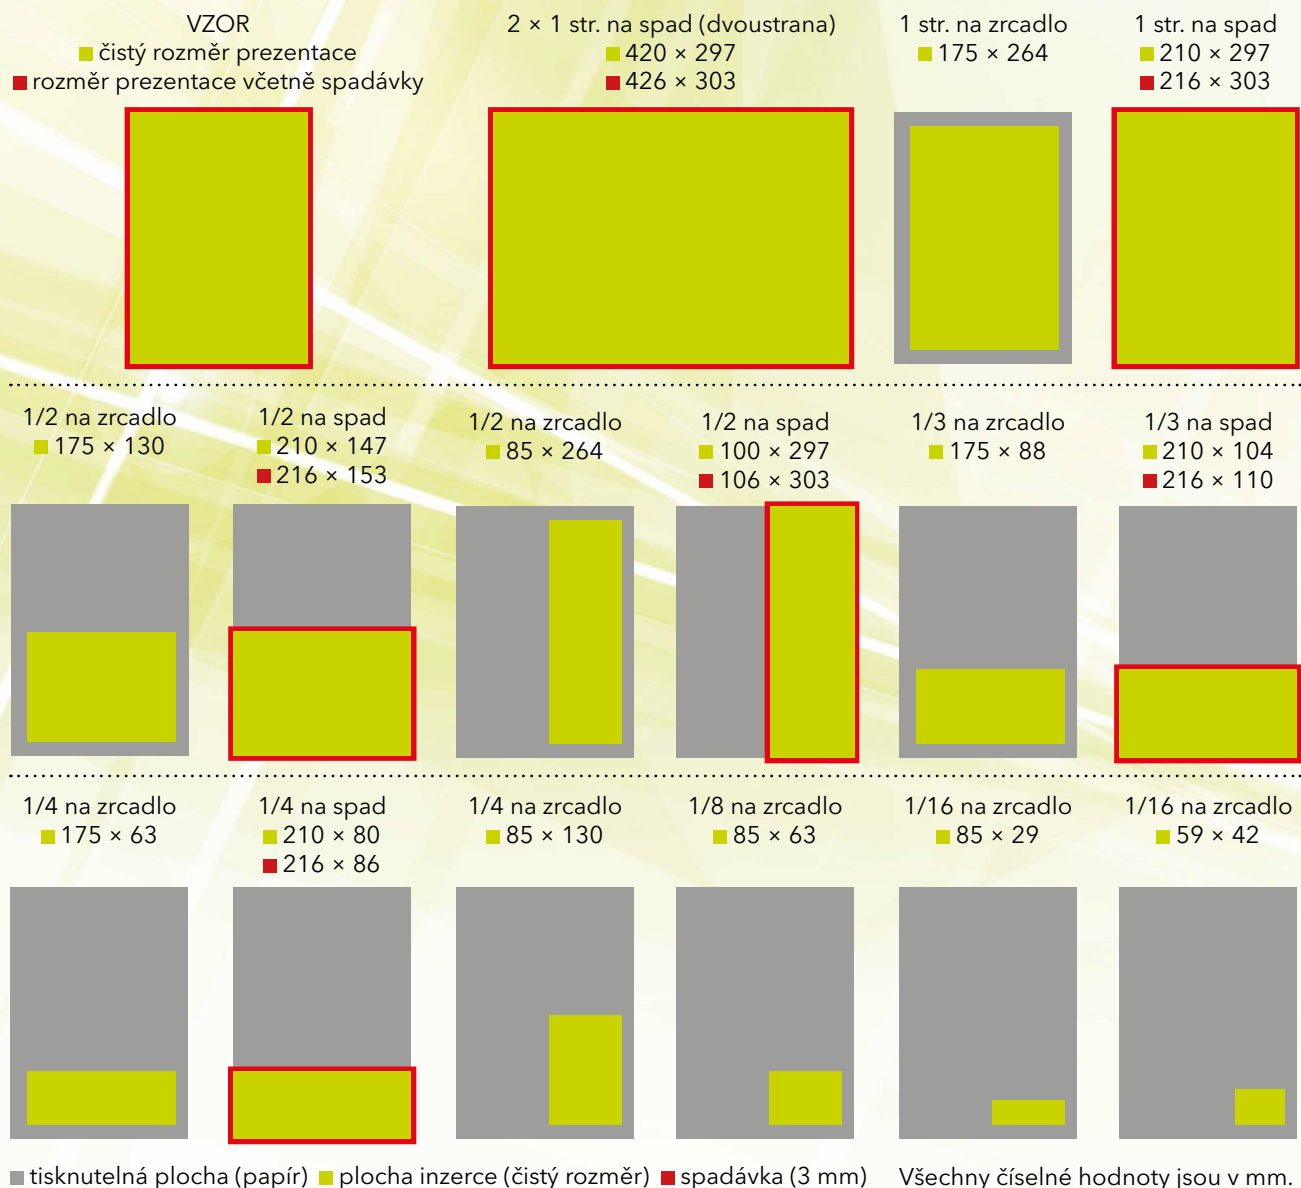 VZOR
čistý rozměr prezentace
rozměr prezentace včetně spadávky
2 × 1 str. na spad (dvoustrana)
420 × 297
426 × 303
1 str. na zrcadlo
175 × 264
1 str. na spad
210 × 297
216 × 303
1/2 na zrcadlo
175 × 130
1/2 na spad
210 × 147
216 × 153
1/2 na zrcadlo
85 × 264
1/2 na spad
100 × 297
106 × 303
1/3 na zrcadlo
175 × 88
1/3 na spad
210 × 104
216 × 110
1/4 na zrcadlo
175 × 63
1/4 na spad
210 × 80
216 × 86
1/4 na zrcadlo
85 × 130
1/8 na zrcadlo
85 × 63
1/16 na zrcadlo
85 × 29
1/16 na zrcadlo
59 × 42
tisknutelná plocha (papír) plocha inzerce (čistý rozměr) spadávka (3 mm) Všechny číselné hodnoty jsou v mm.